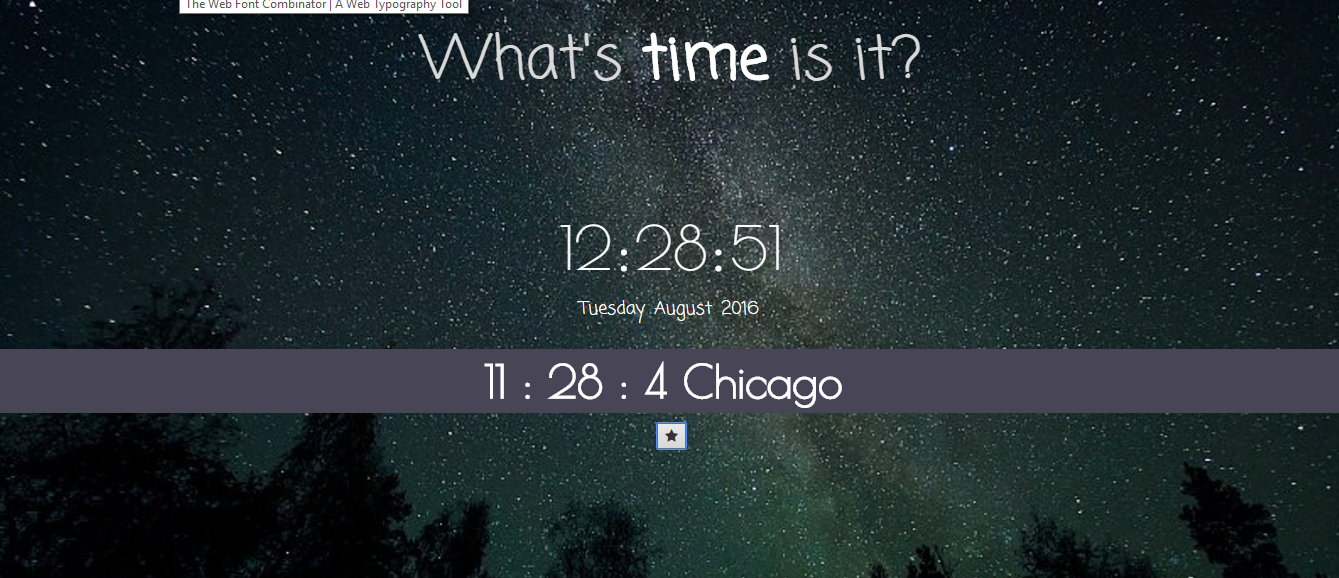 The Web Font Combinator | A Web Typography Tool
What's time is it?
12:28:51
Tuesday August 2016
11 : 28 : 4 Chicago